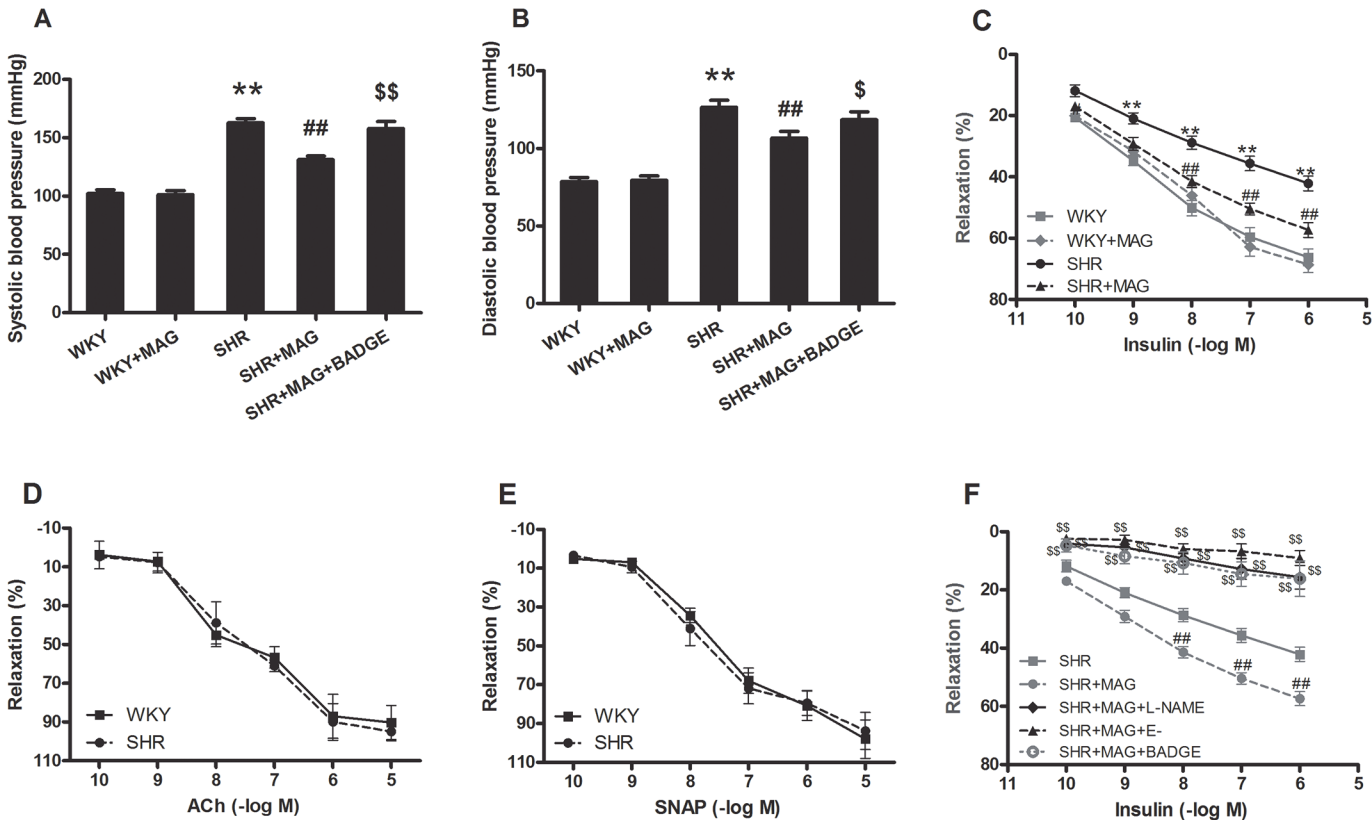 A
Systolic blood pressure (mmHg)
200
150
100
50
0
**
##
$$
WKY
WKY+MAG
SHR
SHR+MAG
SHR+MAG+BADGE
B
Diastolic blood pressure (mmHg)
150
100
50
0
**
##
$
WKY
WKY+MAG
SHR
SHR+MAG
SHR+MAG+BADGE
C
Relaxation (%)
0
20
40
60
80
**
**
**
**
##
##
##
WKY
WKY+MAG
SHR
SHR+MAG
11 10 9 8 7 6 5
Insulin (-log M)
D
Relaxation (%)
-10
10
30
50
70
90
110
WKY
SHR
10 9 8 7 6 5
ACh (-log M)
E
Relaxation (%)
-10
10
30
50
70
90
110
WKY
SHR
10 9 8 7 6 5
SNAP (-log M)
F
Relaxation (%)
0
20
40
60
80
$$ $$ $$ $$ $$
$$ $$ $$ $$ $$
$$ $$ $$ $$ $$
##
##
##
SHR
SHR+MAG
SHR+MAG+L-NAME
SHR+MAG+E-
SHR+MAG+BADGE
11 10 9 8 7 6 5
Insulin (-log M)